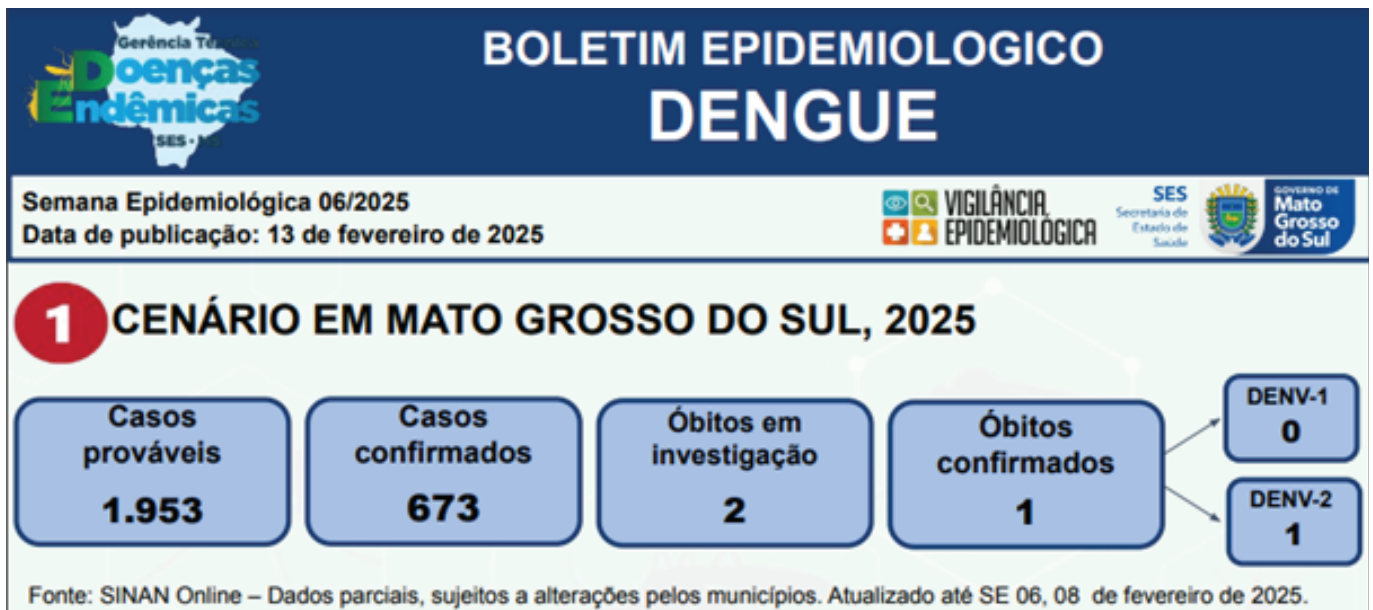 Gerência Técnica
Doenças
Endêmicas
SES - MS
BOLETIM EPIDEMIOLOGICO
DENGUE
Semana Epidemiológica 06/2025
Data de publicação: 13 de fevereiro de 2025
VIGILÂNCIA
EPIDEMIOLÓGICA
SES
Secretaria de
Estado de
Saúde
GOVERNO DE
Mato
Grosso
do Sul
1 CENÁRIO EM MATO GROSSO DO SUL, 2025
Casos
prováveis
1.953
Casos
confirmados
673
Óbitos em
investigação
2
Óbitos
confirmados
1
DENV-1
0
DENV-2
1
Fonte: SINAN Online – Dados parciais, sujeitos a alterações pelos municípios. Atualizado até SE 06, 08 de fevereiro de 2025.